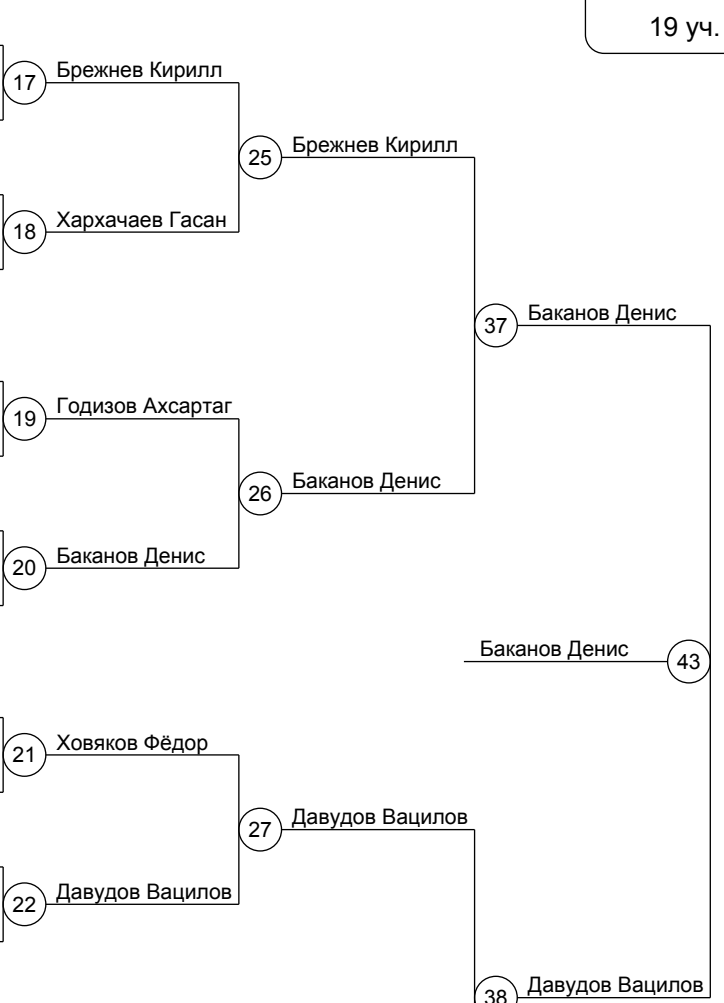 19 уч.
17 Брежнев Кирилл
25 Брежнев Кирилл
18 Хархачаев Гасан
37 Баканов Денис
19 Годизов Ахсартаг
26 Баканов Денис
20 Баканов Денис
Баканов Денис 43
21 Ховяков Фёдор
27 Давудов Вацилов
22 Давудов Вацилов
38 Давудов Вацилов